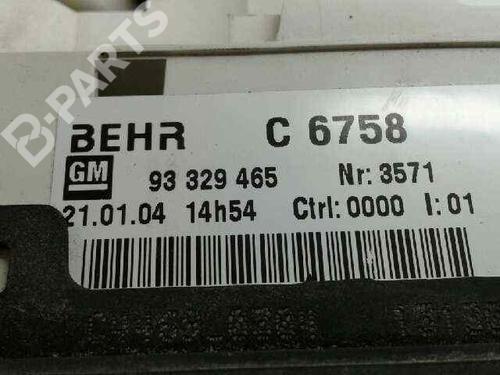 B-PARTS
BEHR C 6758
GM 93 329 465 Nr: 3571
21.01.04 14h54 Ctrl: 0000 I: 01